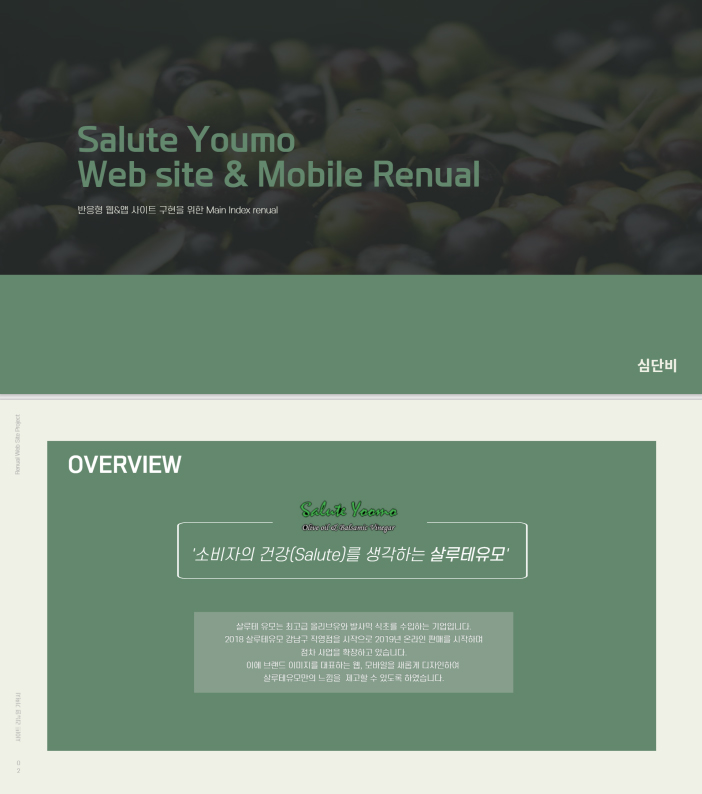 Salute Youmo
Web site & Mobile Renual
반응형 웹&앱 사이트 구현을 위한 Main Index renual
심단비
Renual Web Site Project
OVERVIEW
Salute Youmo
Olive oil & Balsamic Vinegar
'소비자의 건강(Salute)를 생각하는 살루테유모'
살루테 유모는 최고급 올리브유와 발사믹 식초를 수입하는 기업입니다.
2018 살루테유모 강남구 직영점을 시작으로 2019년 온라인 판매를 시작하며
점차 사업을 확장하고 있습니다.
이에 브랜드 이미지를 대표하는 웹, 모바일을 새롭게 디자인하여
살루테유모만의 느낌을 제고할 수 있도록 하였습니다.